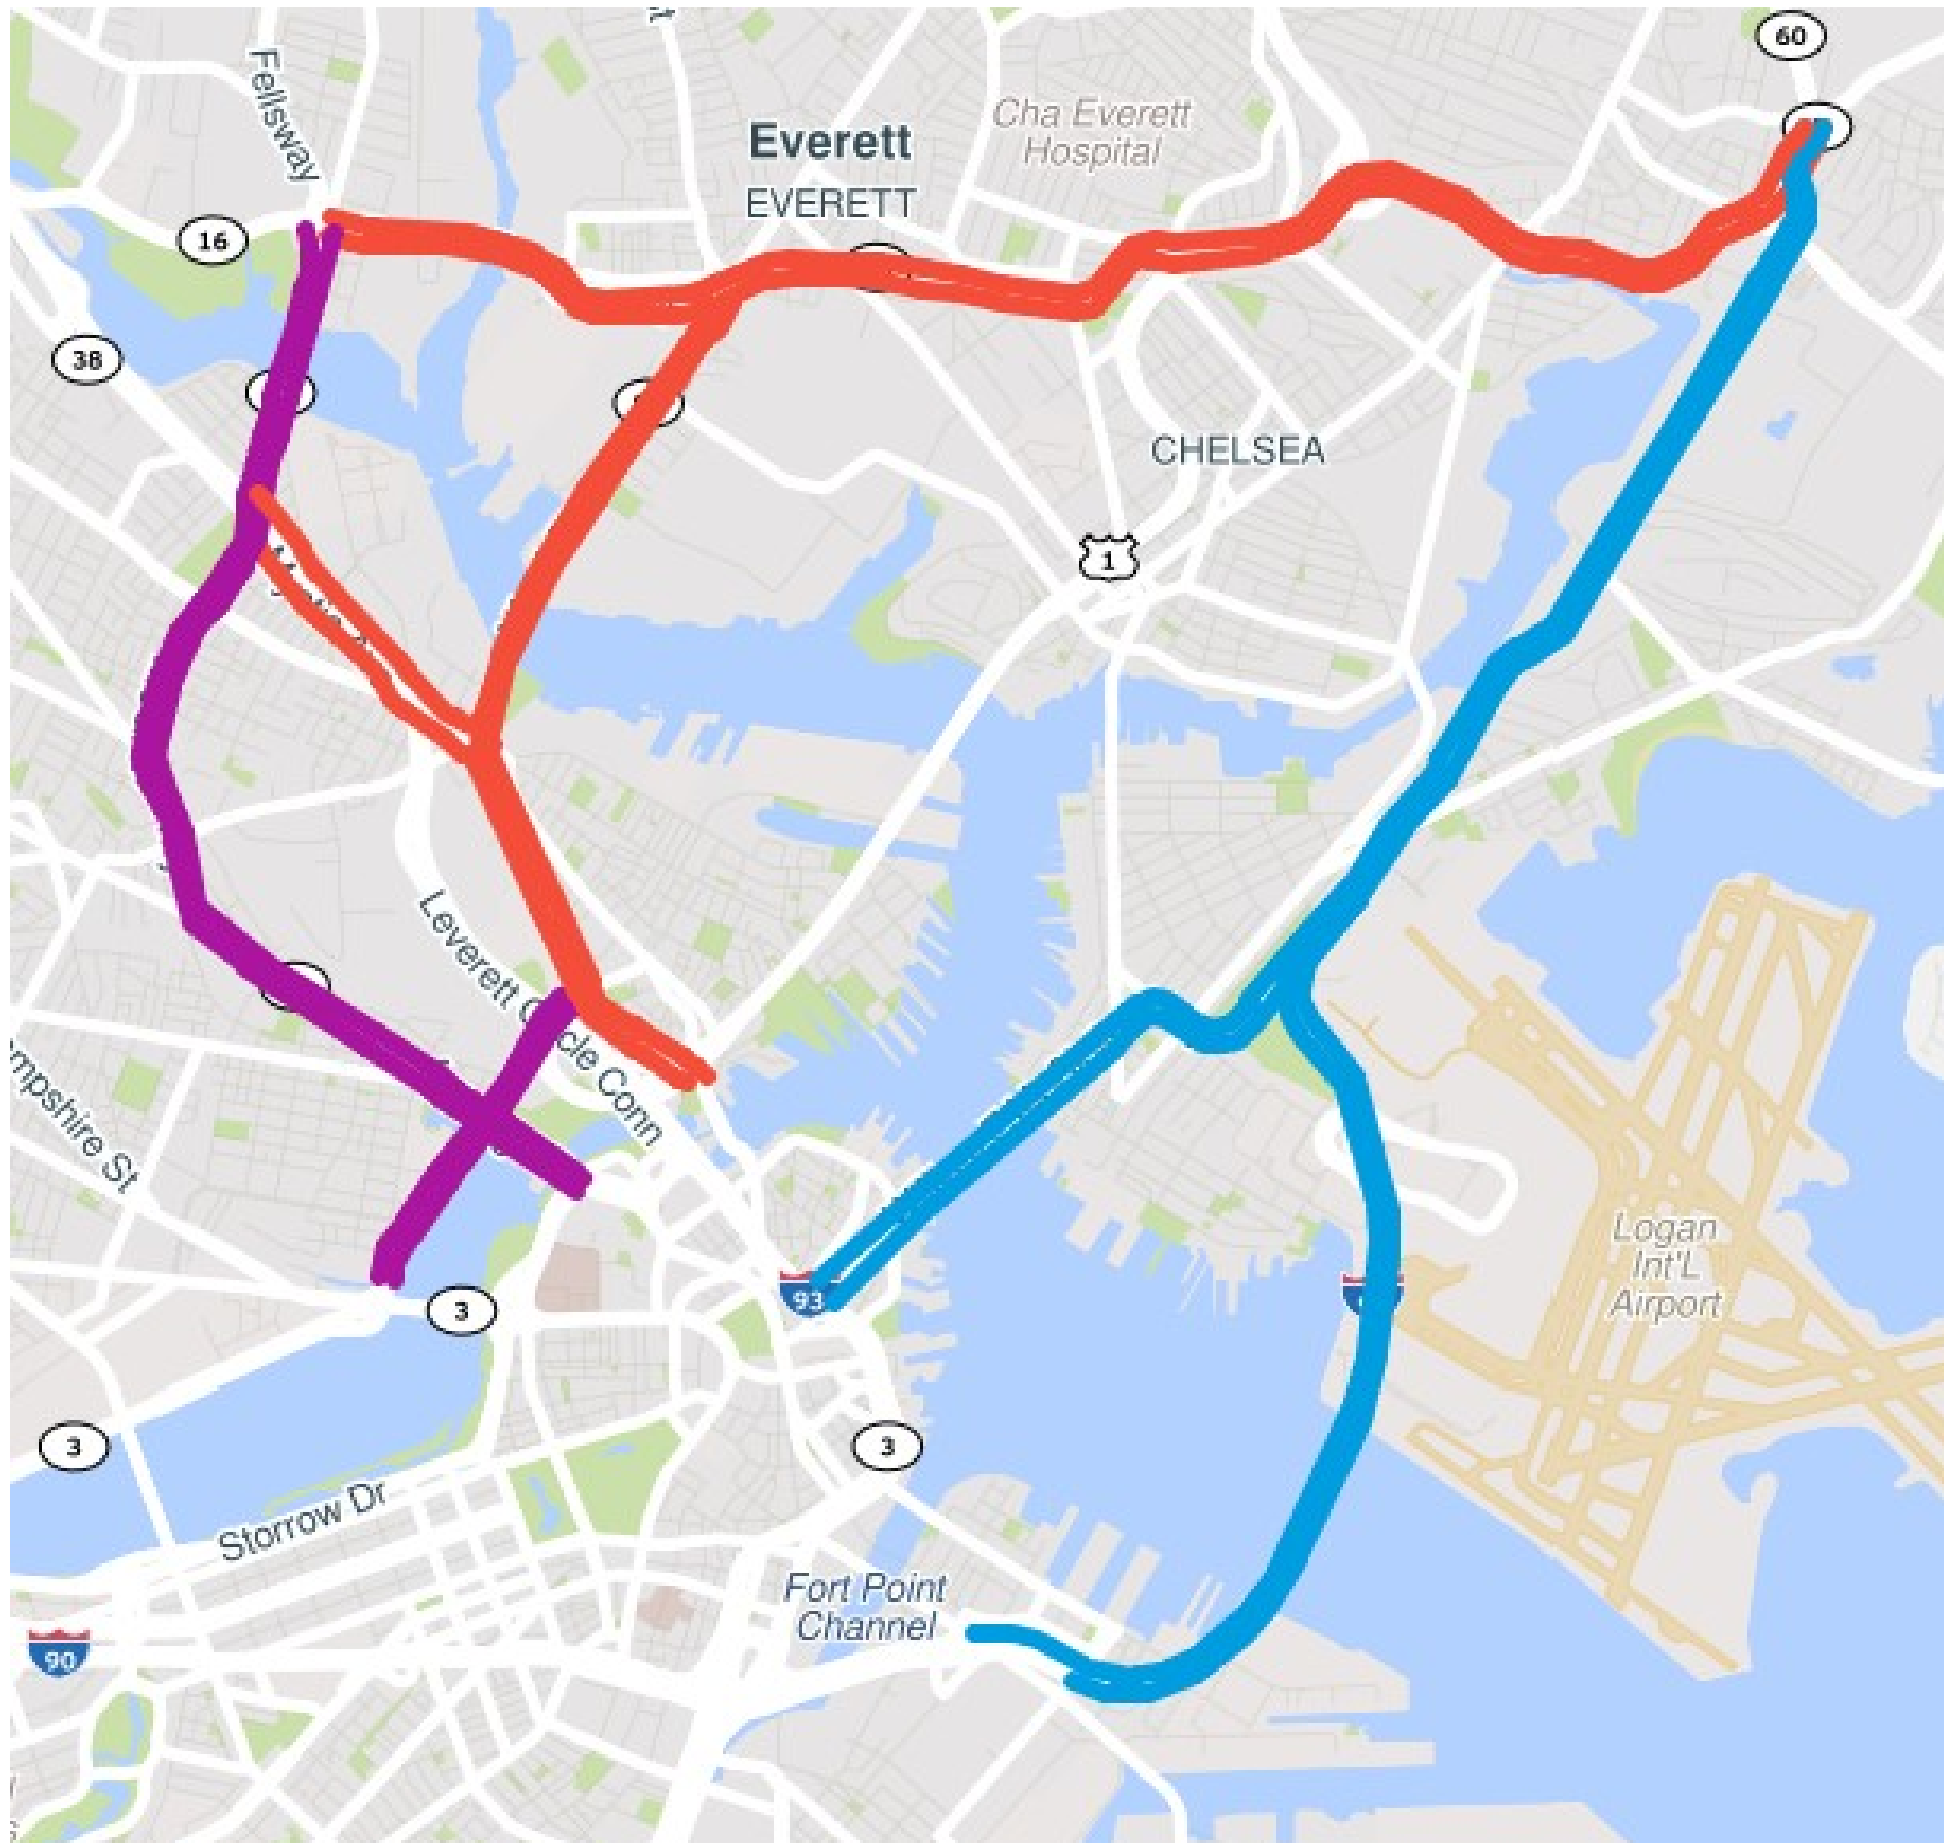 60
Fellsway
Cha Everett
Hospital
Everett
EVERETT
16
38
CHELSEA
1
Leverett C cle Conn
mpshire St
Logan
Int'L
Airport
93
3
3
3
Storrow Dr
Fort Point
Channel
90